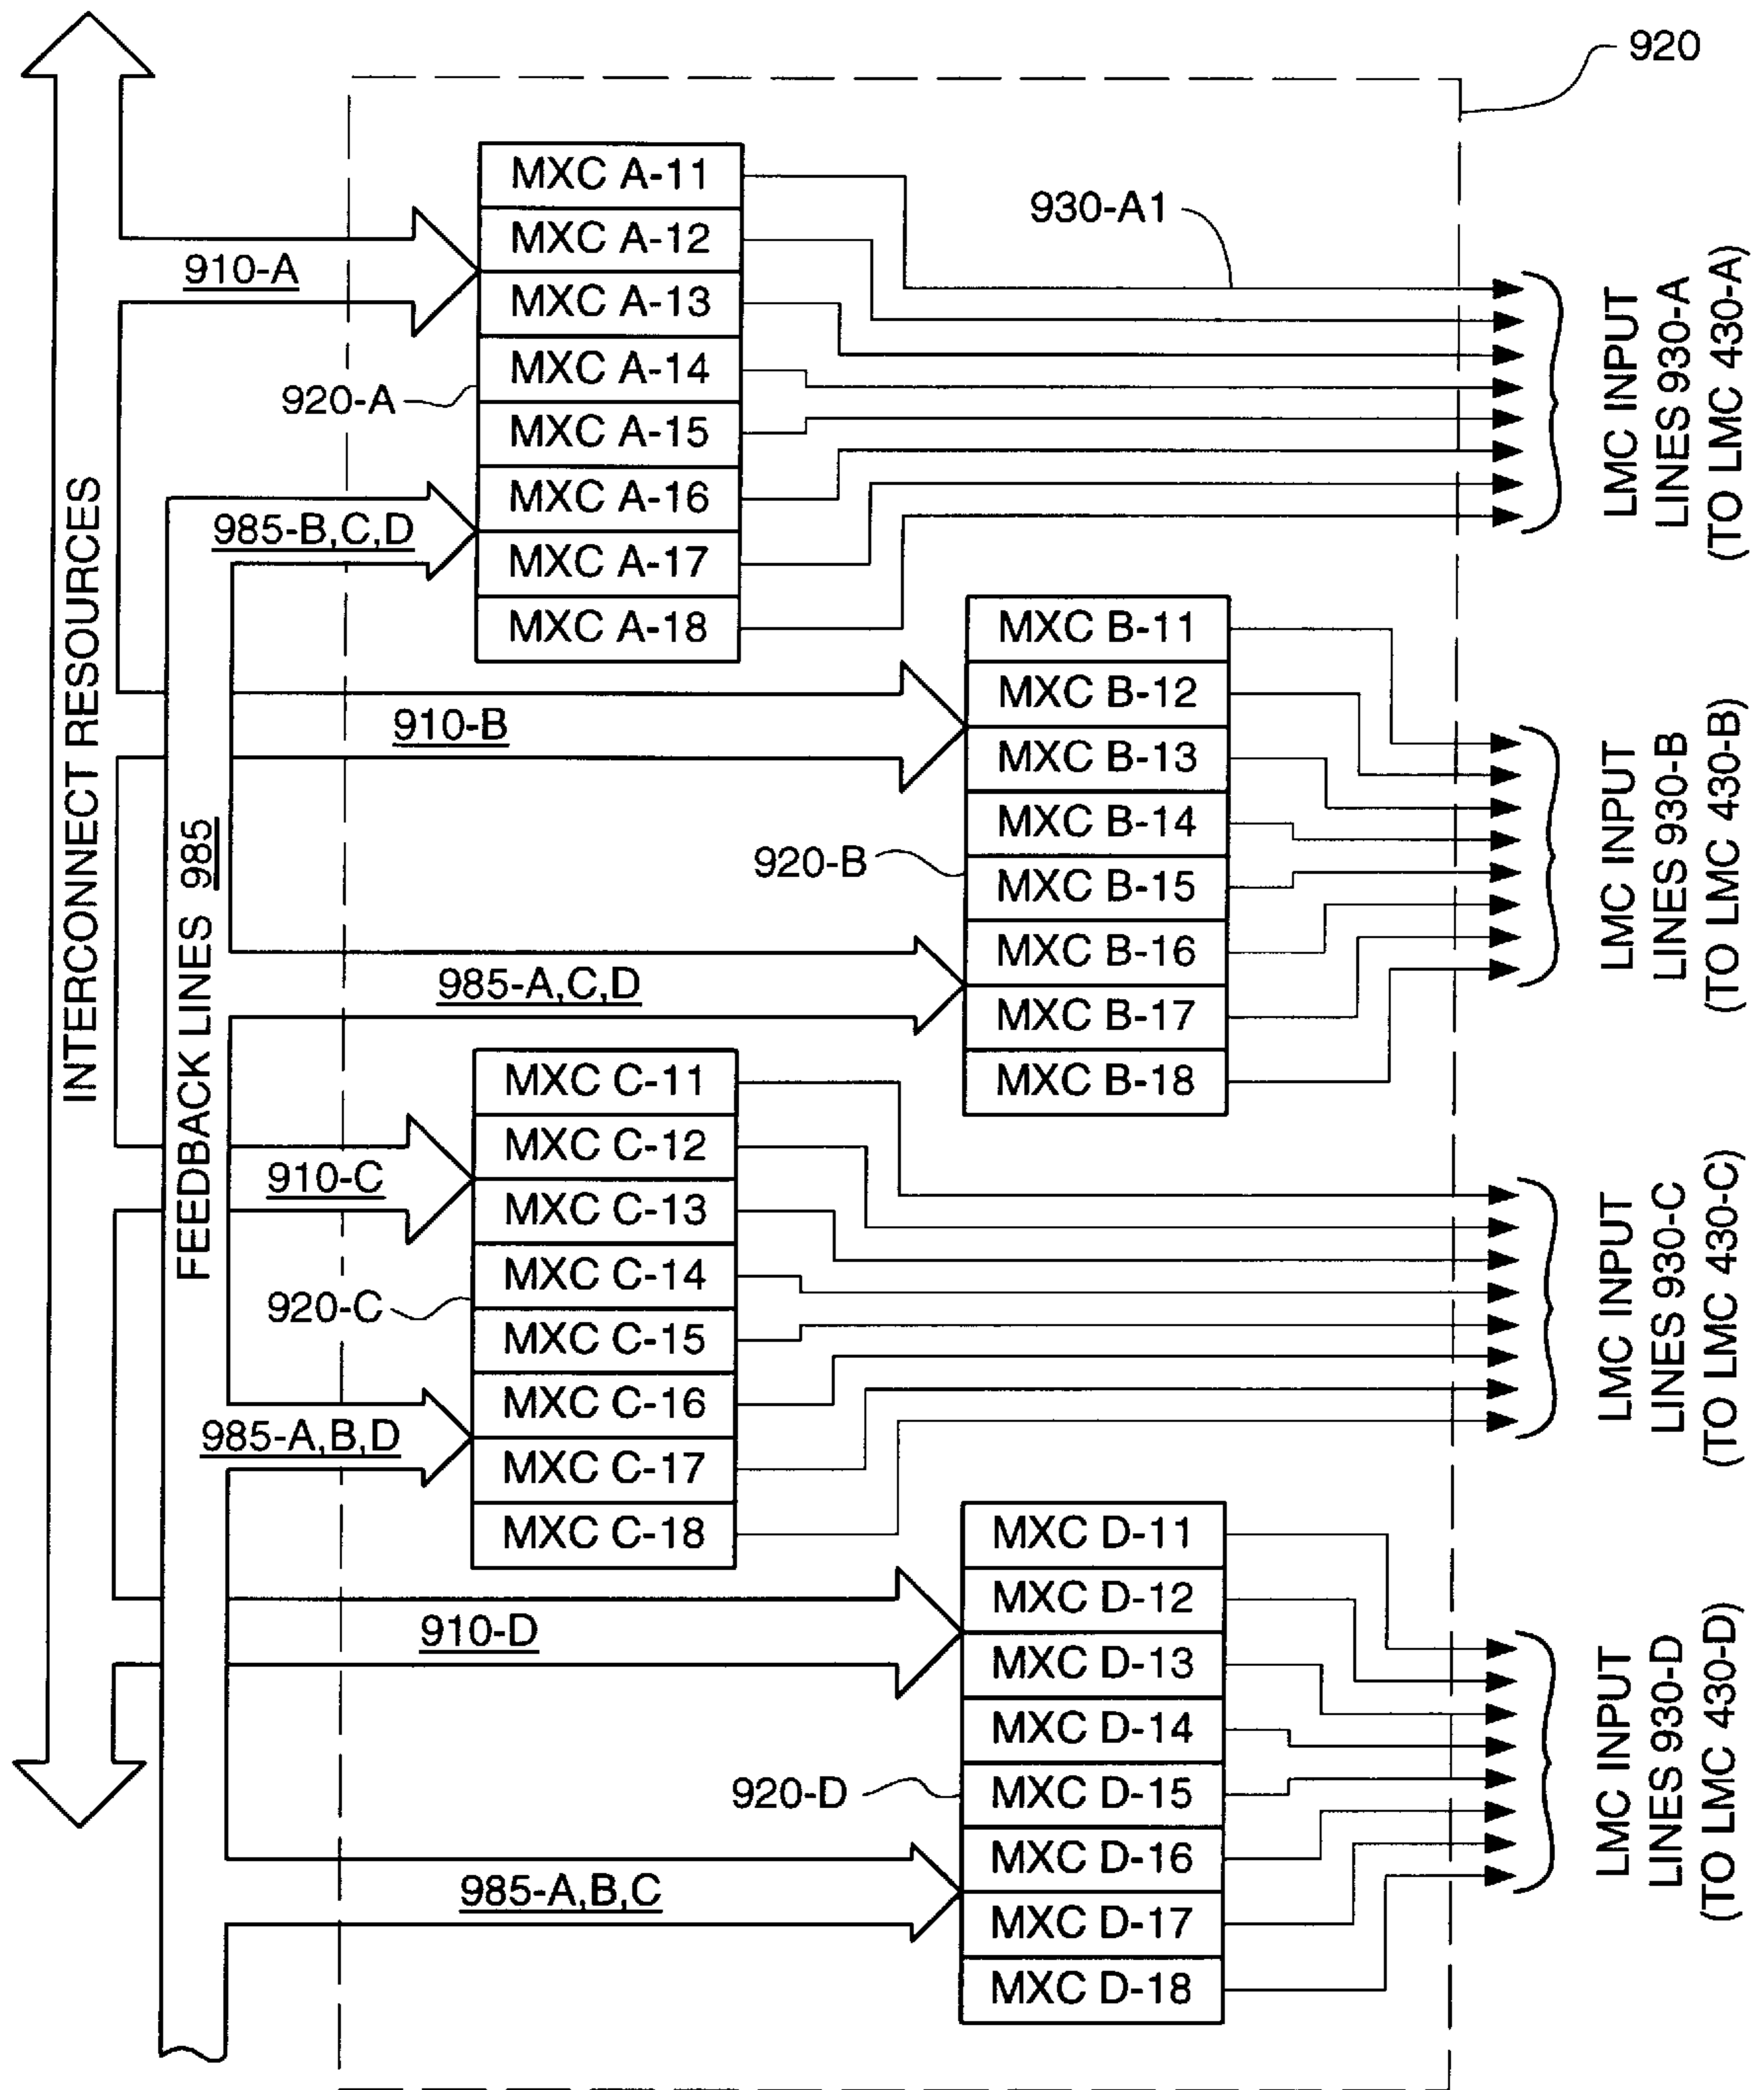 920
MXC A-11
MXC A-12
MXC A-13
MXC A-14
MXC A-15
MXC A-16
MXC A-17
MXC A-18
930-A1
910-A
920-A
985-B,C,D
LMC INPUT
LINES 930-A
(TO LMC 430-A)
INTERCONNECT RESOURCES
FEEDBACK LINES 985
MXC B-11
MXC B-12
MXC B-13
MXC B-14
MXC B-15
MXC B-16
MXC B-17
MXC B-18
910-B
920-B
985-A,C,D
LMC INPUT
LINES 930-B
(TO LMC 430-B)
MXC C-11
MXC C-12
MXC C-13
MXC C-14
MXC C-15
MXC C-16
MXC C-17
MXC C-18
910-C
920-C
985-A,B,D
LMC INPUT
LINES 930-C
(TO LMC 430-C)
MXC D-11
MXC D-12
MXC D-13
MXC D-14
MXC D-15
MXC D-16
MXC D-17
MXC D-18
910-D
920-D
985-A,B,C
LMC INPUT
LINES 930-D
(TO LMC 430-D)